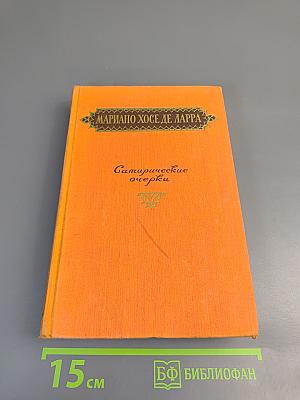 МАРИАНО ХОСЕ ДЕ ЛАРРА
Сатирические
очерки
15 см
БФ БИБЛИОФАН